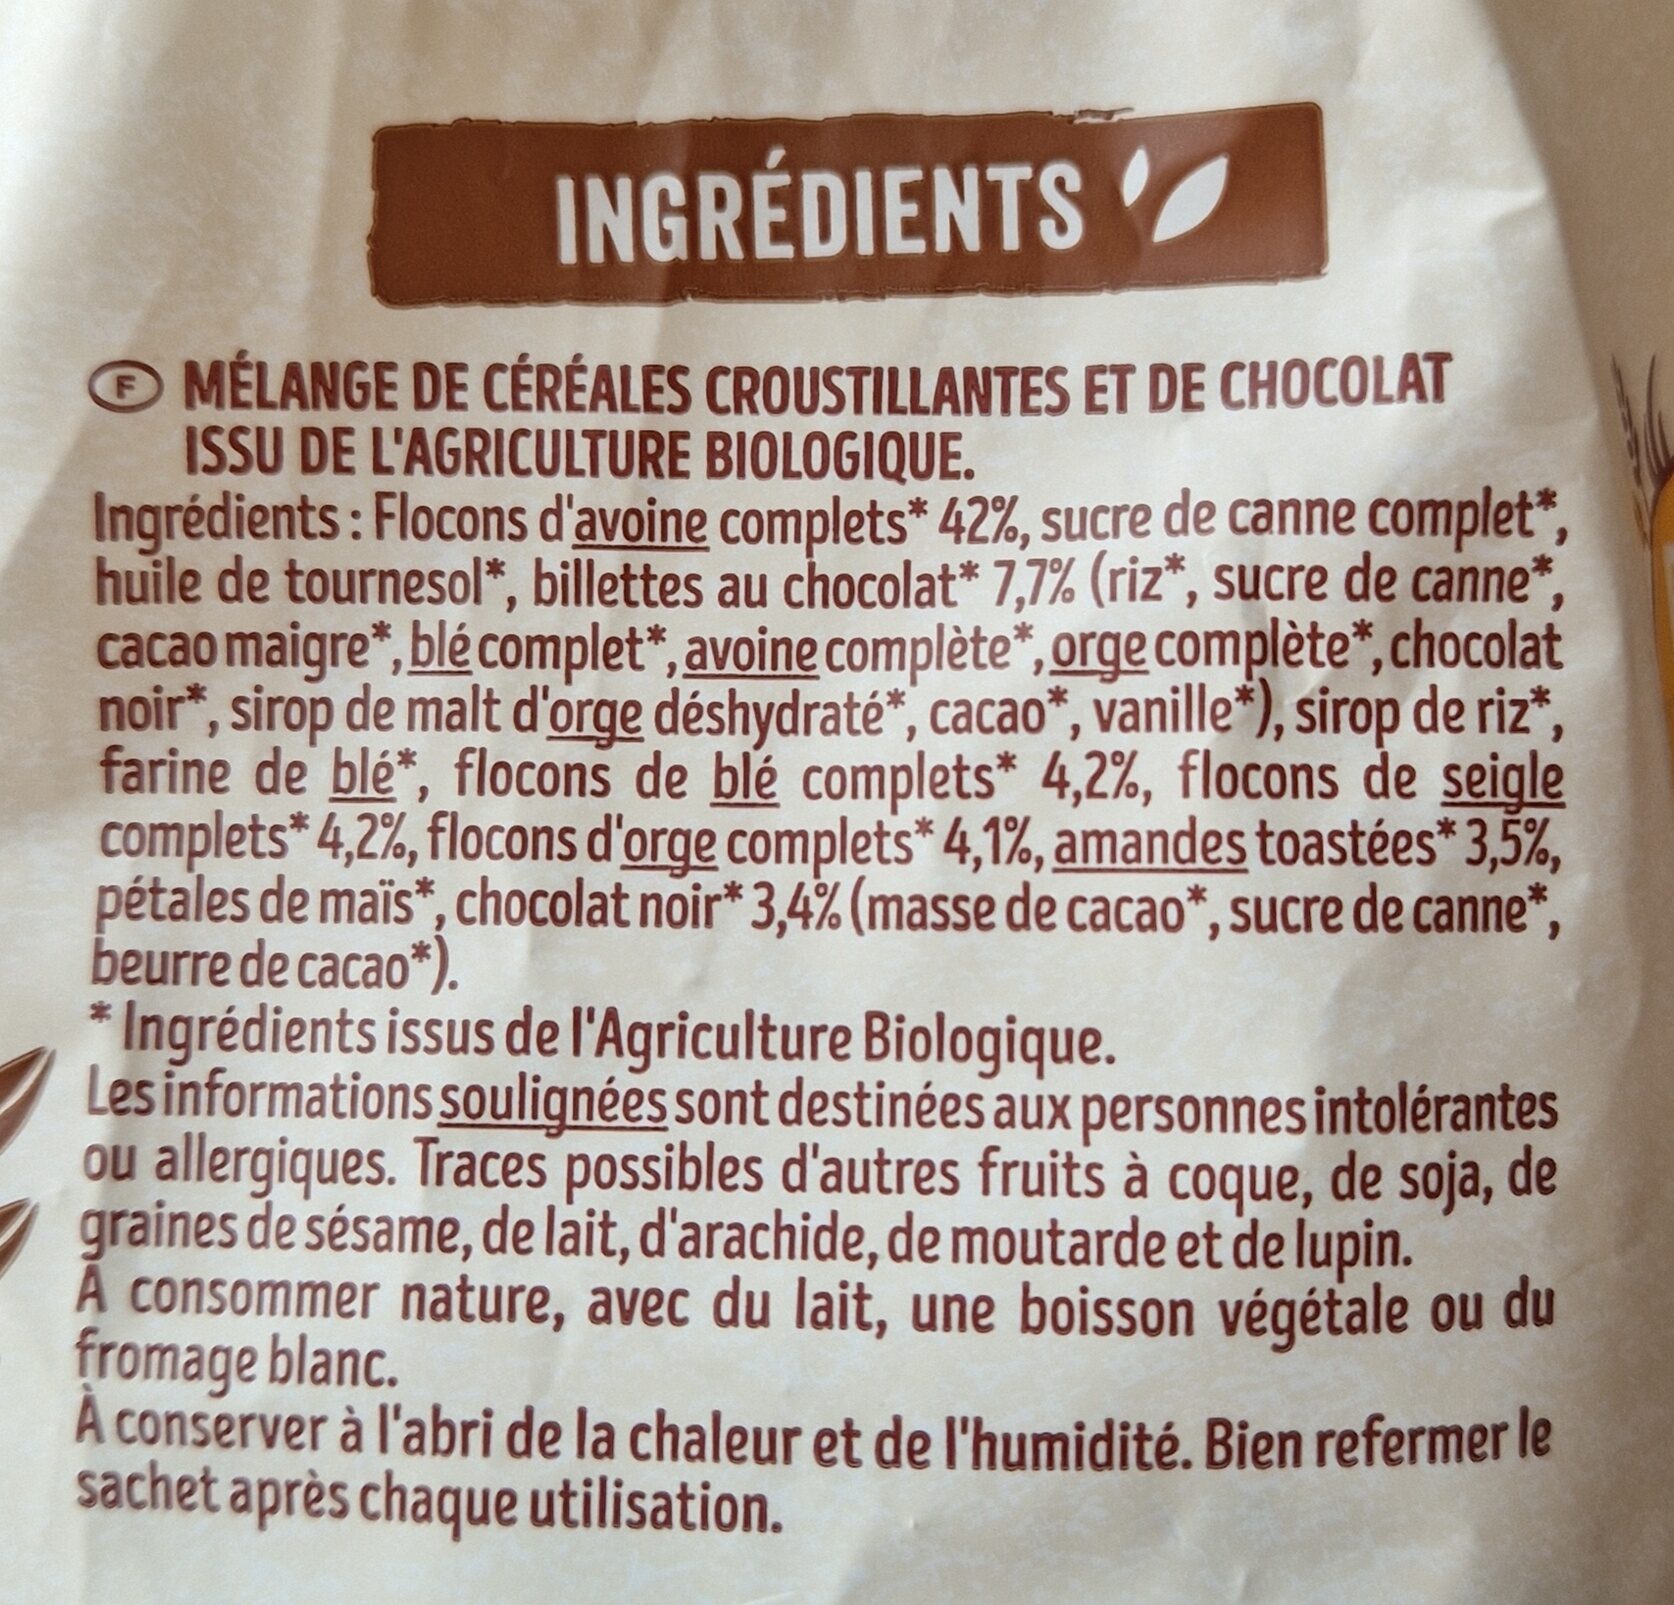 INGRÉDIENTS
F MÉLANGE DE CÉRÉALES CROUSTILLANTES ET DE CHOCOLAT
ISSU DE L'AGRICULTURE BIOLOGIQUE.
Ingrédients : Flocons d'avoine complets* 42%, sucre de canne complet*,
huile de tournesol*, billettes au chocolat* 7,7% (riz*, sucre de canne*,
cacao maigre*, blé complet*, avoine complète*, orge complète*, chocolat
noir*, sirop de malt d'orge déshydraté*, cacao*, vanille*), sirop de riz*,
farine de blé*, flocons de blé complets* 4,2%, flocons de seigle
complets* 4,2%, flocons d'orge complets* 4,1%, amandes toastées* 3,5%,
pétales de maïs*, chocolat noir* 3,4% (masse de cacao*, sucre de canne*,
beurre de cacao*).
* Ingrédients issus de l'Agriculture Biologique.
Les informations soulignées sont destinées aux personnes intolérantes
ou allergiques. Traces possibles d'autres fruits à coque, de soja, de
graines de sésame, de lait, d'arachide, de moutarde et de lupin.
À consommer nature, avec du lait, une boisson végétale ou du
fromage blanc.
À conserver à l'abri de la chaleur et de l'humidité. Bien refermer le
sachet après chaque utilisation.